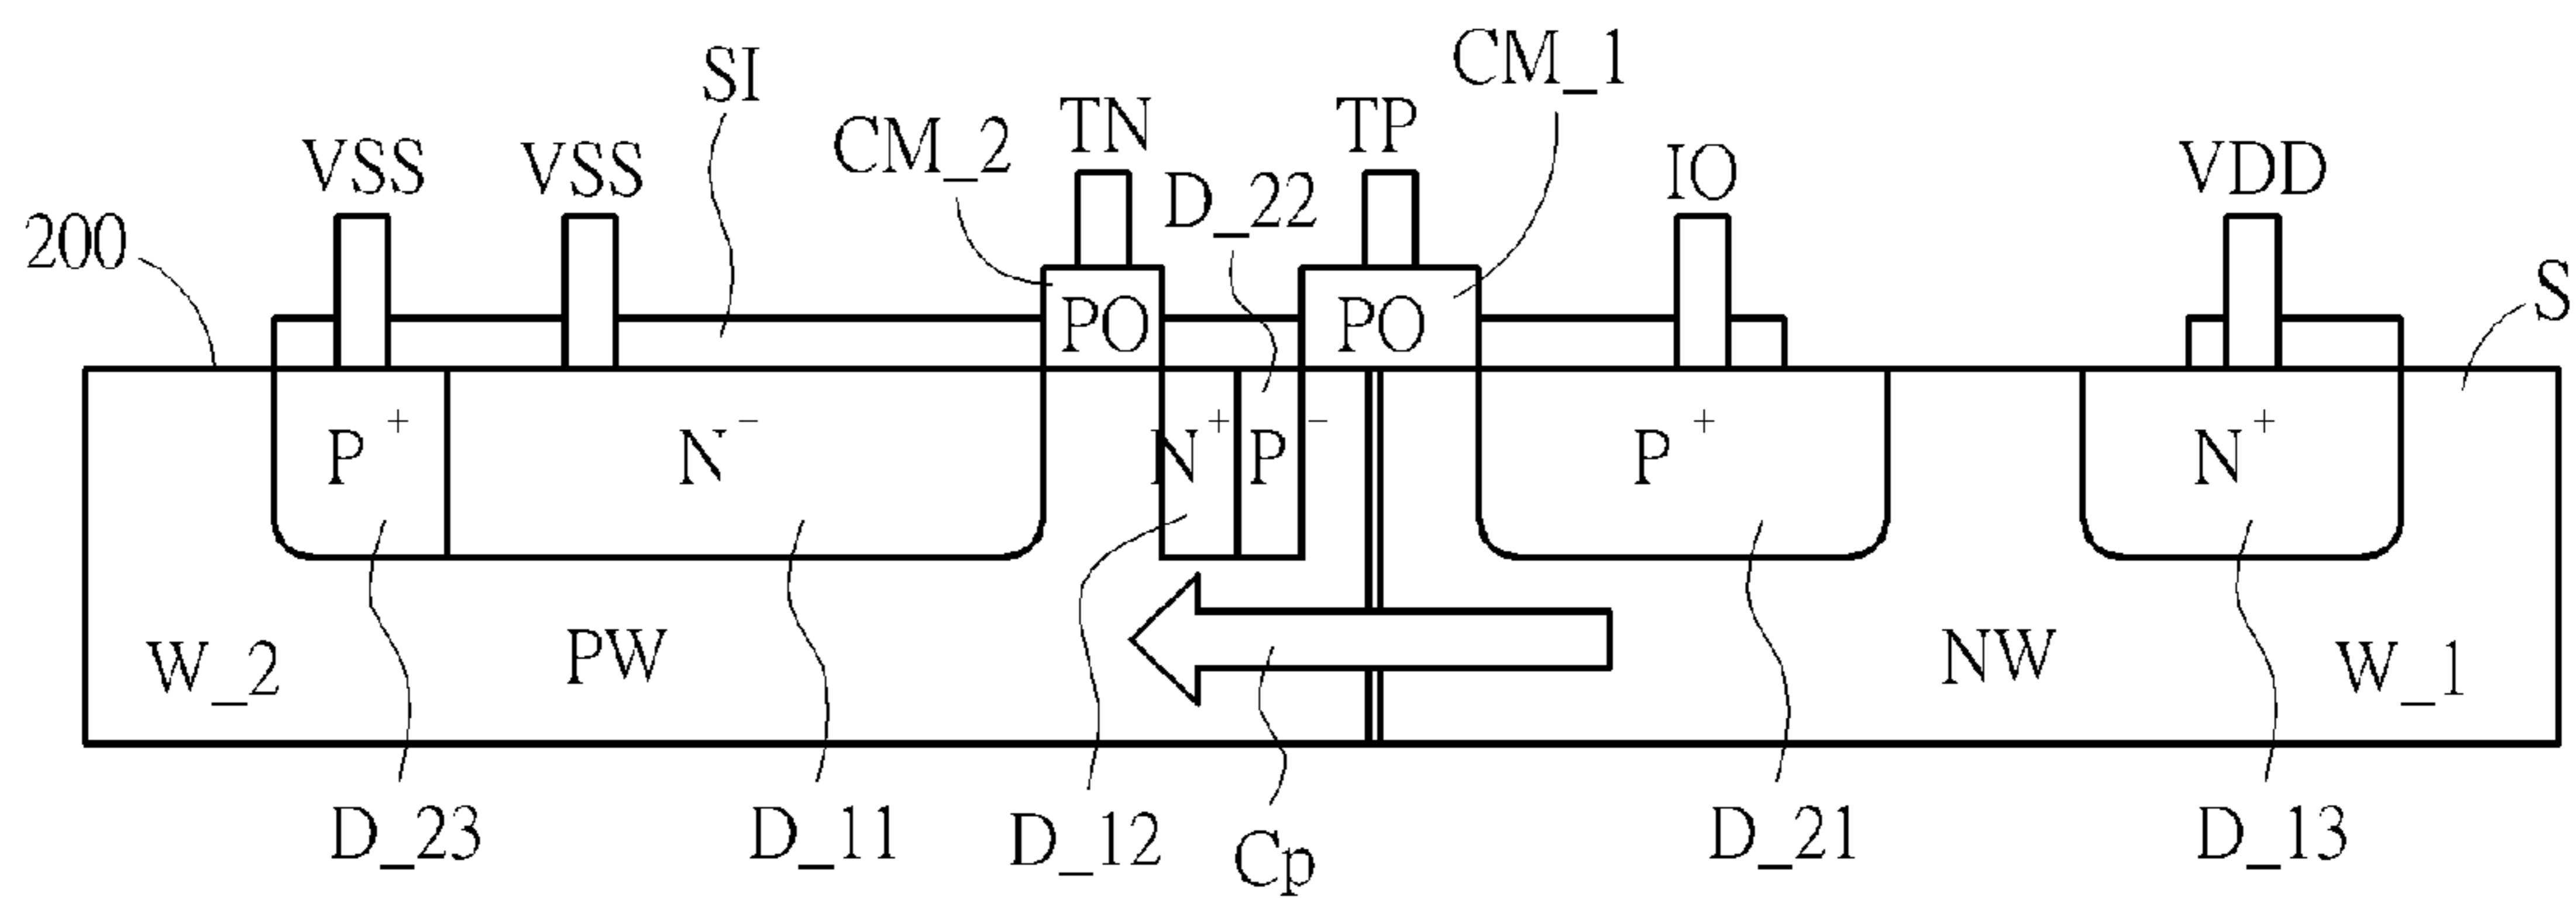 SI
CM_1
VSS
VSS
CM_2
TN
TP
D_22
IO
VDD
200
S
PO
PO
P+
N-
N+
P-
P+
N+
W_2
PW
NW
W_1
D_23
D_11
D_12
Cp
D_21
D_13